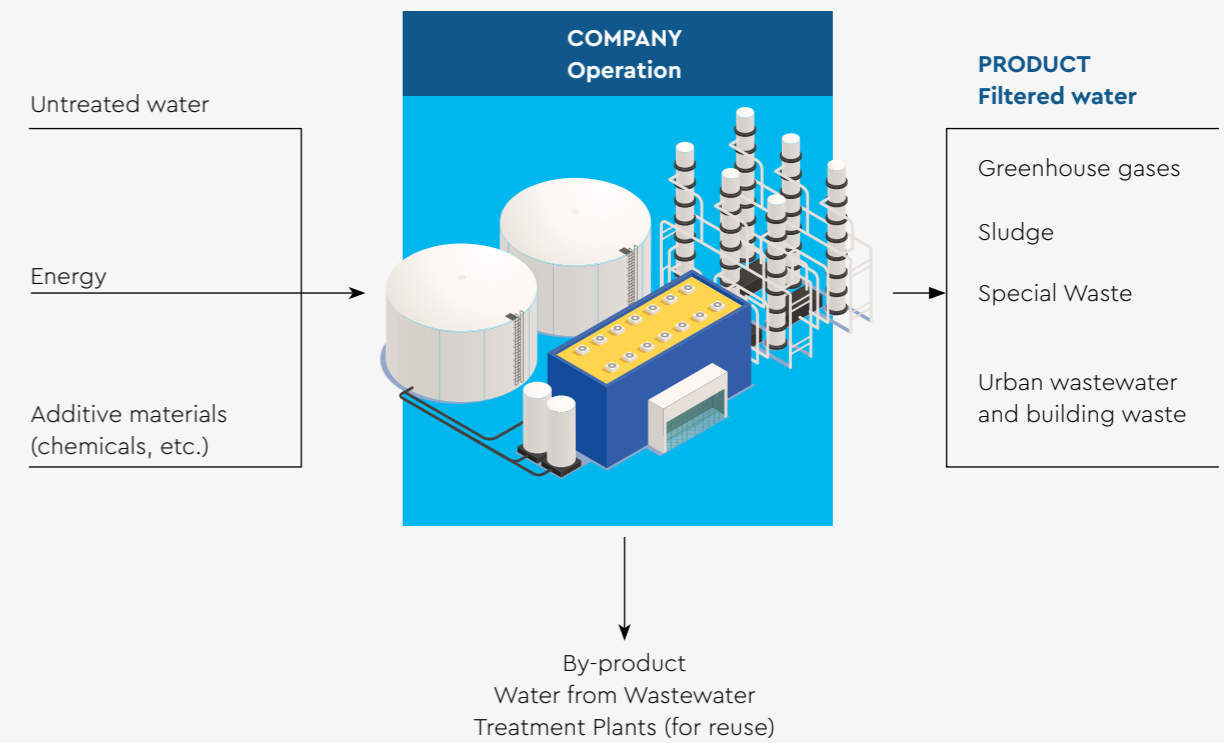 COMPANY
Operation
Untreated water
Energy
Additive materials
(chemicals, etc.)
PRODUCT
Filtered water
Greenhouse gases
Sludge
Special Waste
Urban wastewater
and building waste
By-product
Water from Wastewater
Treatment Plants (for reuse)